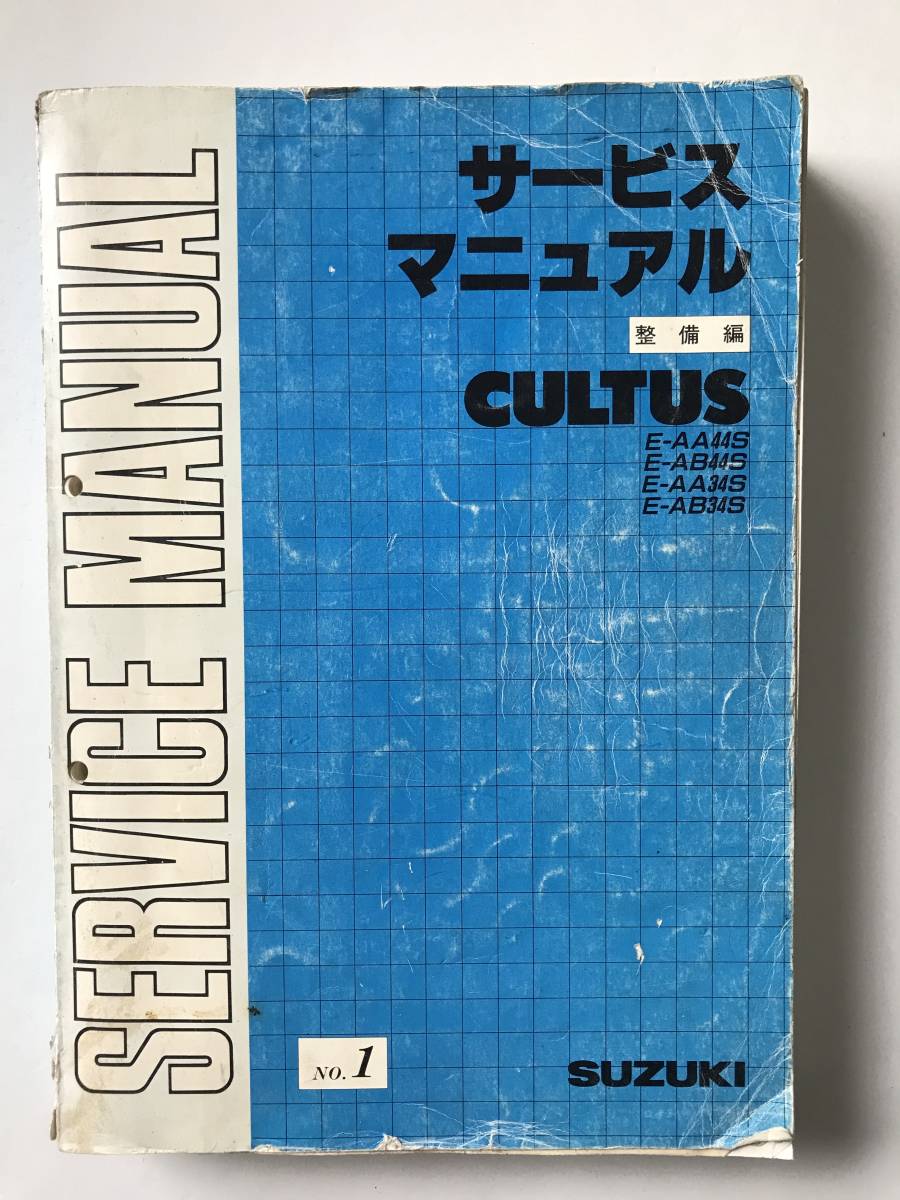 SERVICE MANUAL
サービス
マニュアル
整備編
CULTUS
E-AA44S
E-AB44S
E-AA34S
E-AB34S
NO.1
SUZUKI